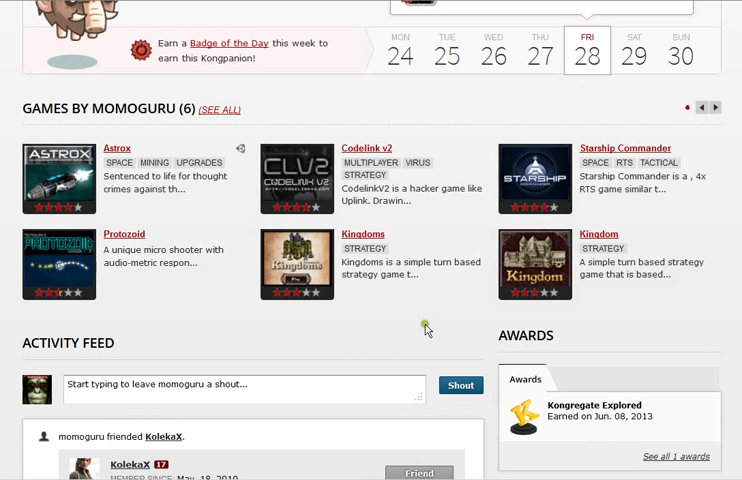 Earn a Badge of the Day this week to
earn this Kongpanion!
MON TUE WED THU FRI SAT SUN
24 25 26 27 28 29 30
GAMES BY MOMOGURU (6) (SEE ALL)
ASTROX
Astrox
SPACE MINING UPGRADES
Sentenced to life for thought
crimes against th...
CLV2
CODELINK V2
Codelink v2
MULTIPLAYER VIRUS
STRATEGY
CodelinkV2 is a hacker game like
Uplink. Drawin...
STARSHIP
Starship Commander
SPACE RTS TACTICAL
Starship Commander is a , 4x
RTS game similar t...
PROTOZOID
Protozoid
A unique micro shooter with
audio-metric respon...
Kingdoms
Kingdoms
STRATEGY
Kingdoms is a simple turn based
strategy game t...
Kingdom
Kingdom
STRATEGY
A simple turn based strategy
game that is based...
ACTIVITY FEED
Start typing to leave momoguru a shout...
Shout
momoguru friended KolekaX.
KolekaX 17
MEMBER SINCE: May. 18, 2010
Friend
AWARDS
Awards
Kongregate Explored
Earned on Jun. 08, 2013
See all 1 awards